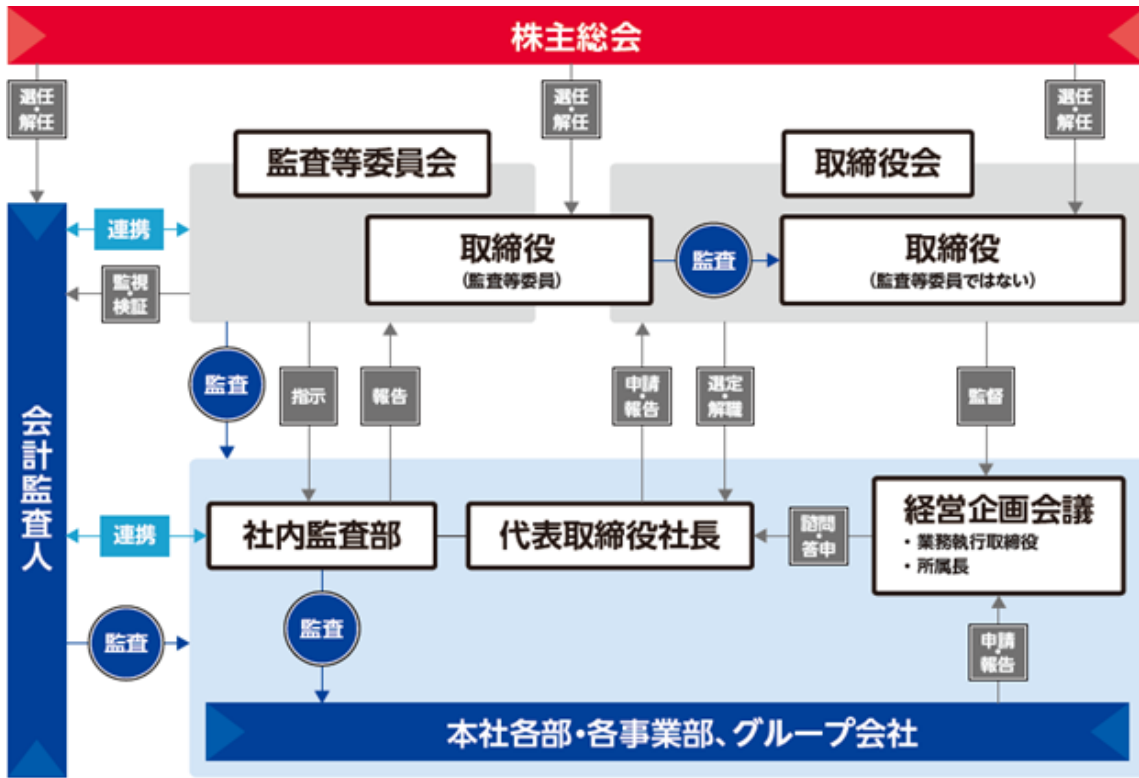 株主総会
選任・
解任
選任・
解任
選任・
解任
監査等委員会
取締役会
連携
取締役
(監査等委員)
監査
取締役
(監査等委員ではない)
監視・
検証
監査
指示
報告
申請・
報告
選定・
解職
監督
会計監査人
連携
社内監査部
代表取締役社長
諮問・
答申
経営企画会議
・業務執行取締役
・所属長
監査
監査
申請・
報告
本社各部・各事業部、グループ会社